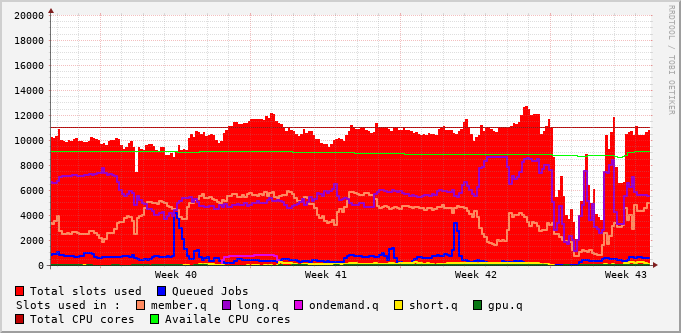 RRDTOOL / TOBI OETIKER
20000
18000
16000
14000
12000
10000
8000
6000
4000
2000
0
Week 40 Week 41 Week 42 Week 43
Total slots used Queued Jobs
Slots used in : member.q long.q ondemand.q short.q gpu.q
Total CPU cores Availale CPU cores